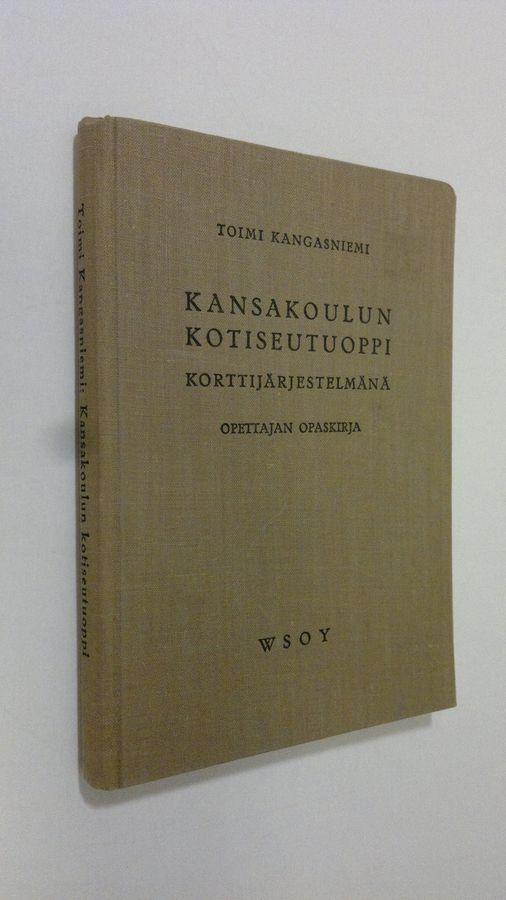 TOIMI KANGASNIEMI
KANSAKOULUN
KOTISEUTUOPPI
KORTTIJÄRJESTELMÄNÄ
OPETTAJAN OPASKIRJA
WSOY
Toimi Kangasniemi: Kansakoulun kotiseutuoppi